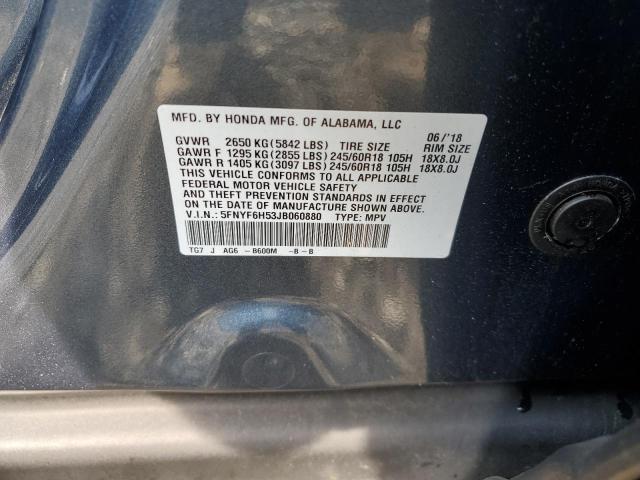 MFD. BY HONDA MFG. OF ALABAMA, LLC 06/'18
GVWR 2650 KG(5842 LBS) TIRE SIZE RIM SIZE
GAWR F 1295 KG(2855 LBS) 245/60R18 105H 18X8.0J
GAWR R 1405 KG(3097 LBS) 245/60R18 105H 18X8.0J
THIS VEHICLE CONFORMS TO ALL APPLICABLE
FEDERAL MOTOR VEHICLE SAFETY
AND THEFT PREVENTION STANDARDS IN EFFECT
ON THE DATE OF MANUFACTURE SHOWN ABOVE.
V.I.N.: 5FNYF6H53JB060880 TYPE: MPV
TG7 J AG6 -B600M -B-B